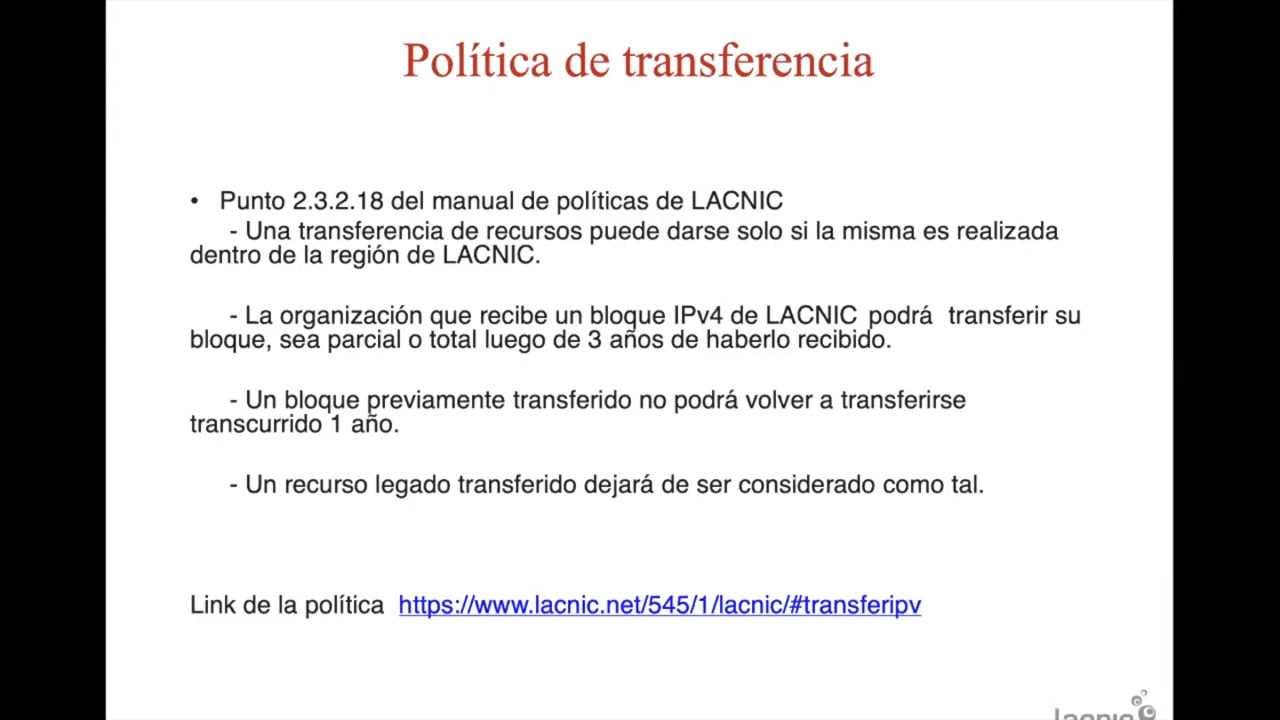 Política de transferencia
• Punto 2.3.2.18 del manual de políticas de LACNIC
- Una transferencia de recursos puede darse solo si la misma es realizada
dentro de la región de LACNIC.
- La organización que recibe un bloque IPv4 de LACNIC podrá transferir su
bloque, sea parcial o total luego de 3 años de haberlo recibido.
- Un bloque previamente transferido no podrá volver a transferirse
transcurrido 1 año.
- Un recurso legado transferido dejará de ser considerado como tal.
Link de la política https://www.lacnic.net/545/1/lacnic/#transferipv
lacnic